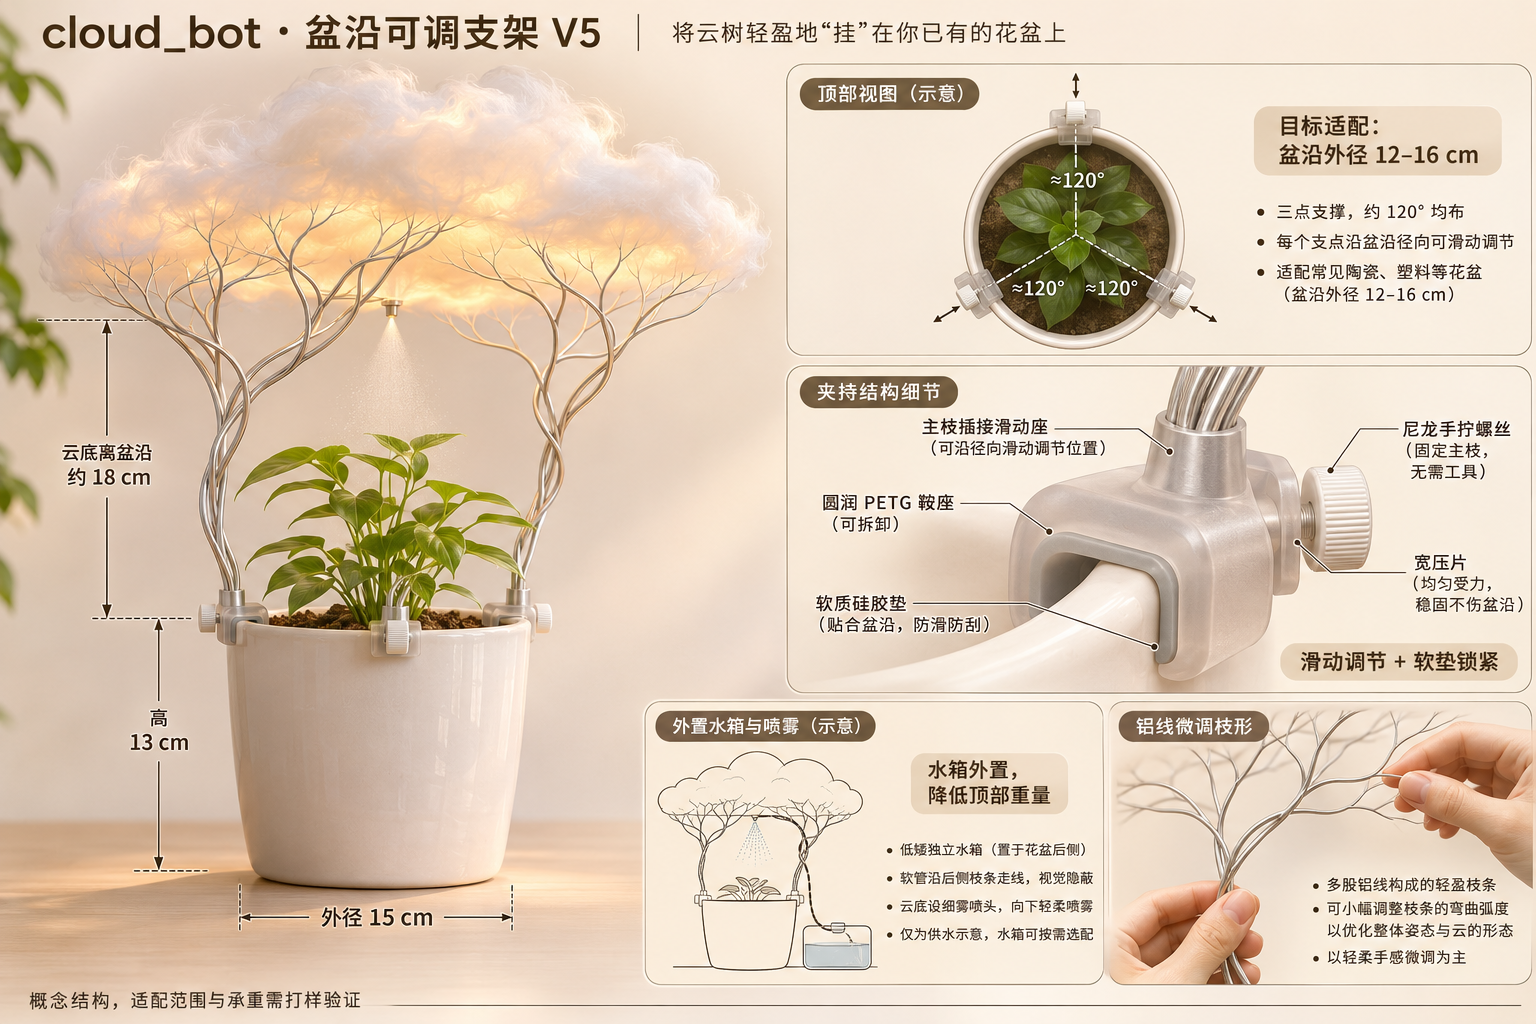 cloud_bot · 盆沿可调支架 V5
将云树轻盈地“挂”在你已有的花盆上
云底离盆沿
约 18 cm
高
13 cm
外径 15 cm
概念结构，适配范围与承重需打样验证
顶部视图（示意）
≈120°
≈120°
≈120°
目标适配：
盆沿外径 12–16 cm
• 三点支撑，约 120° 均布
• 每个支点沿盆沿径向可滑动调节
• 适配常见陶瓷、塑料等花盆
（盆沿外径 12–16 cm）
夹持结构细节
主枝插接滑动座
（可沿径向滑动调节位置）
圆润 PETG 鞍座
（可拆卸）
软质硅胶垫
（贴合盆沿，防滑防刮）
尼龙手拧螺丝
（固定主枝，
无需工具）
宽压片
（均匀受力，
稳固不伤盆沿）
滑动调节 + 软垫锁紧
外置水箱与喷雾（示意）
水箱外置，
降低顶部重量
• 低矮独立水箱（置于花盆后侧）
• 软管沿后侧枝条走线，视觉隐蔽
• 云底设细雾喷头，向下轻柔喷雾
• 仅为供水示意，水箱可按需选配
铝线微调枝形
• 多股铝线构成的轻盈枝条
• 可小幅调整枝条的弯曲弧度
以优化整体姿态与云的形态
• 以轻柔手感微调为主